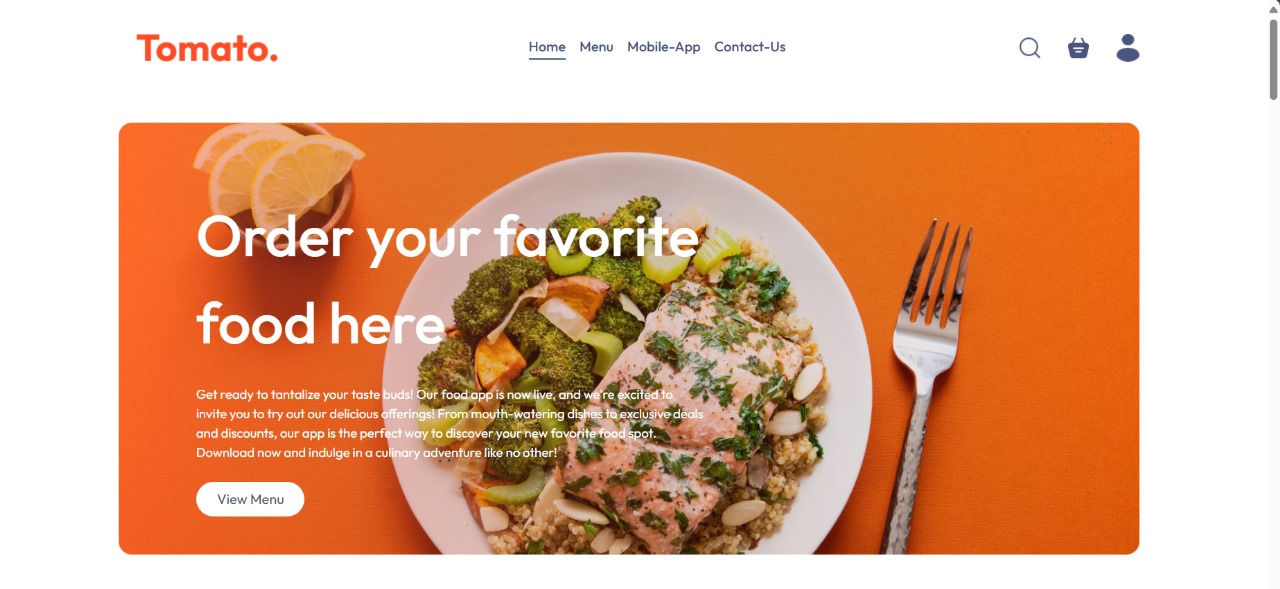 Tomato.
Home Menu Mobile-App Contact-Us
Order your favorite
food here
Get ready to tantalize your taste buds! Our food app is now live, and we're excited to
invite you to try out our delicious offerings! From mouth-watering dishes to exclusive deals
and discounts, our app is the perfect way to discover your new favorite food spot.
Download now and indulge in a culinary adventure like no other!
View Menu